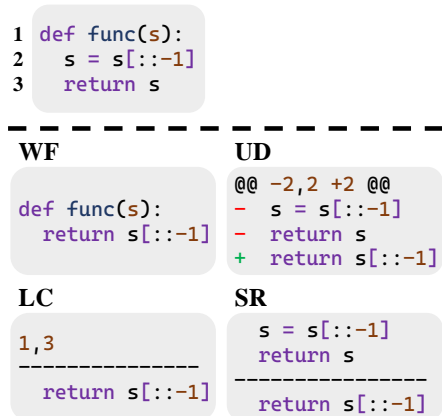 1 def func(s):
2   s = s[::-1]
3   return s
WF
def func(s):
  return s[::-1]
UD
@@ -2,2 +2 @@
-  s = s[::-1]
-  return s
+  return s[::-1]
LC
1,3
---------------
  return s[::-1]
SR
  s = s[::-1]
  return s
----------------
  return s[::-1]